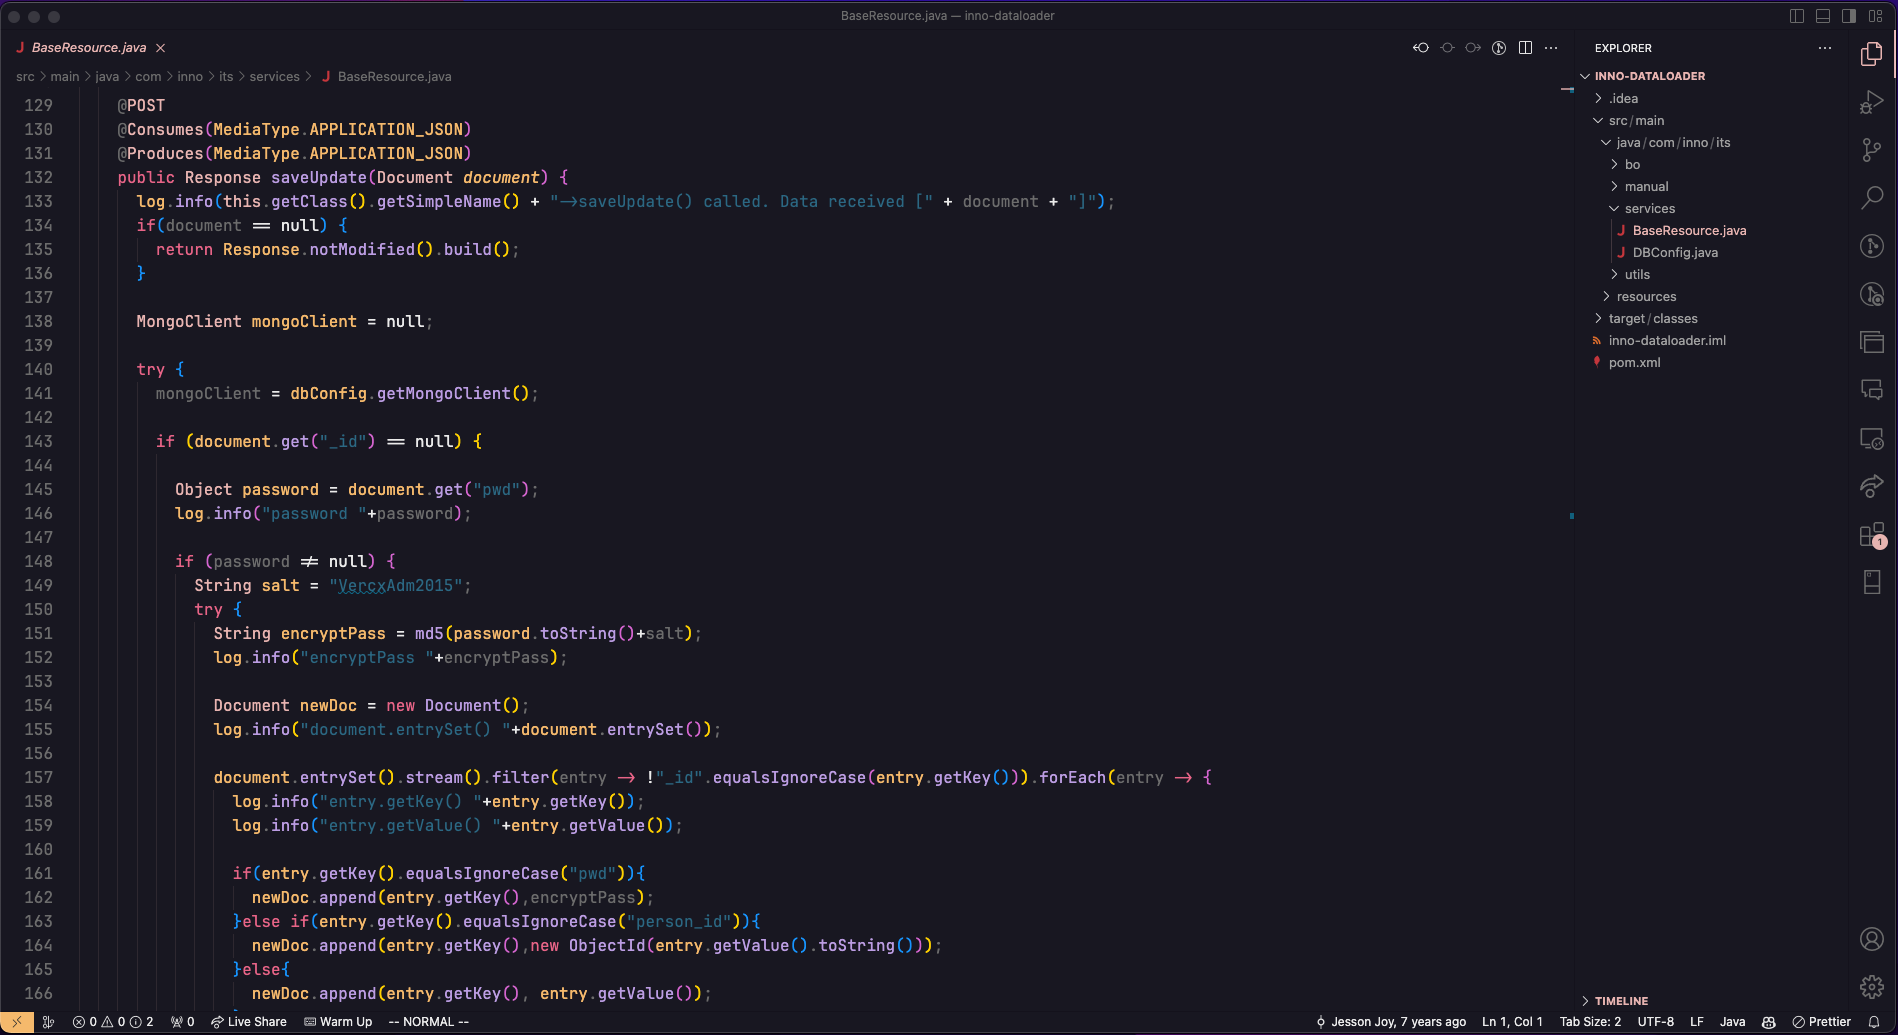 BaseResource.java — inno-dataloader
J BaseResource.java ×
src > main > java > com > inno > its > services > J BaseResource.java
129 @POST
130 @Consumes(MediaType.APPLICATION_JSON)
131 @Produces(MediaType.APPLICATION_JSON)
132 public Response saveUpdate(Document document) {
133 log.info(this.getClass().getSimpleName() + "->saveUpdate() called. Data received [" + document + "]");
134 if(document == null) {
135 return Response.notModified().build();
136 }
137
138 MongoClient mongoClient = null;
139
140 try {
141 mongoClient = dbConfig.getMongoClient();
142
143 if (document.get("_id") == null) {
144
145 Object password = document.get("pwd");
146 log.info("password "+password);
147
148 if (password != null) {
149 String salt = "VercxAdm2015";
150 try {
151 String encryptPass = md5(password.toString()+salt);
152 log.info("encryptPass "+encryptPass);
153
154 Document newDoc = new Document();
155 log.info("document.entrySet() "+document.entrySet());
156
157 document.entrySet().stream().filter(entry -> !"_id".equalsIgnoreCase(entry.getKey())).forEach(entry -> {
158 log.info("entry.getKey() "+entry.getKey());
159 log.info("entry.getValue() "+entry.getValue());
160
161 if(entry.getKey().equalsIgnoreCase("pwd")){
162 newDoc.append(entry.getKey(),encryptPass);
163 }else if(entry.getKey().equalsIgnoreCase("person_id")){
164 newDoc.append(entry.getKey(),new ObjectId(entry.getValue().toString()));
165 }else{
166 newDoc.append(entry.getKey(), entry.getValue());
EXPLORER
INNO-DATALOADER
.idea
src/main
java/com/inno/its
bo
manual
services
J BaseResource.java
J DBConfig.java
utils
resources
target/classes
inno-dataloader.iml
pom.xml
TIMELINE
1
0 0 2 0 Live Share Warm Up -- NORMAL --
Jesson Joy, 7 years ago Ln 1, Col 1 Tab Size: 2 UTF-8 LF Java Prettier